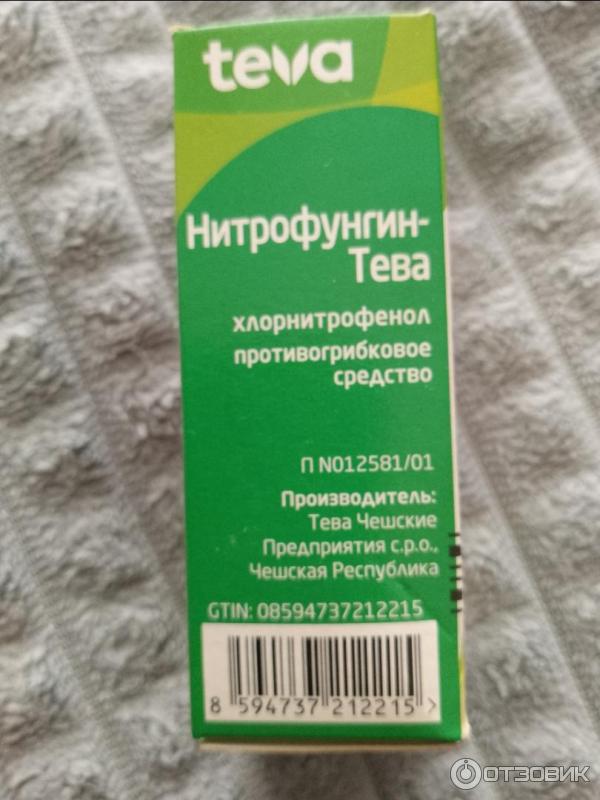 teva
Нитрофунгин-
Тева
хлорнитрофенол
противогрибковое
средство
П N012581/01
Производитель:
Тева Чешские
Предприятия с.р.о.,
Чешская Республика
GTIN: 08594737212215
8 594737 212215 >
ОТЗОВИК